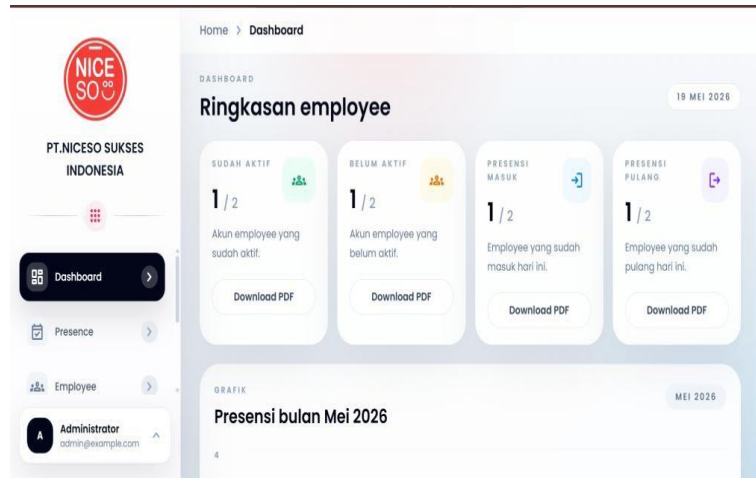 Home > Dashboard
NICE
SO
PT.NICESO SUKSES
INDONESIA
Dashboard
Presence
Employee
A
Administrator
admin@example.com
DASHBOARD
Ringkasan employee
19 MEI 2026
SUDAH AKTIF
1 / 2
Akun employee yang
sudah aktif.
Download PDF
BELUM AKTIF
1 / 2
Akun employee yang
belum aktif.
Download PDF
PRESENSI
MASUK
1 / 2
Employee yang sudah
masuk hari ini.
Download PDF
PRESENSI
PULANG
1 / 2
Employee yang sudah
pulang hari ini.
Download PDF
GRAFIK
Presensi bulan Mei 2026
MEI 2026
4